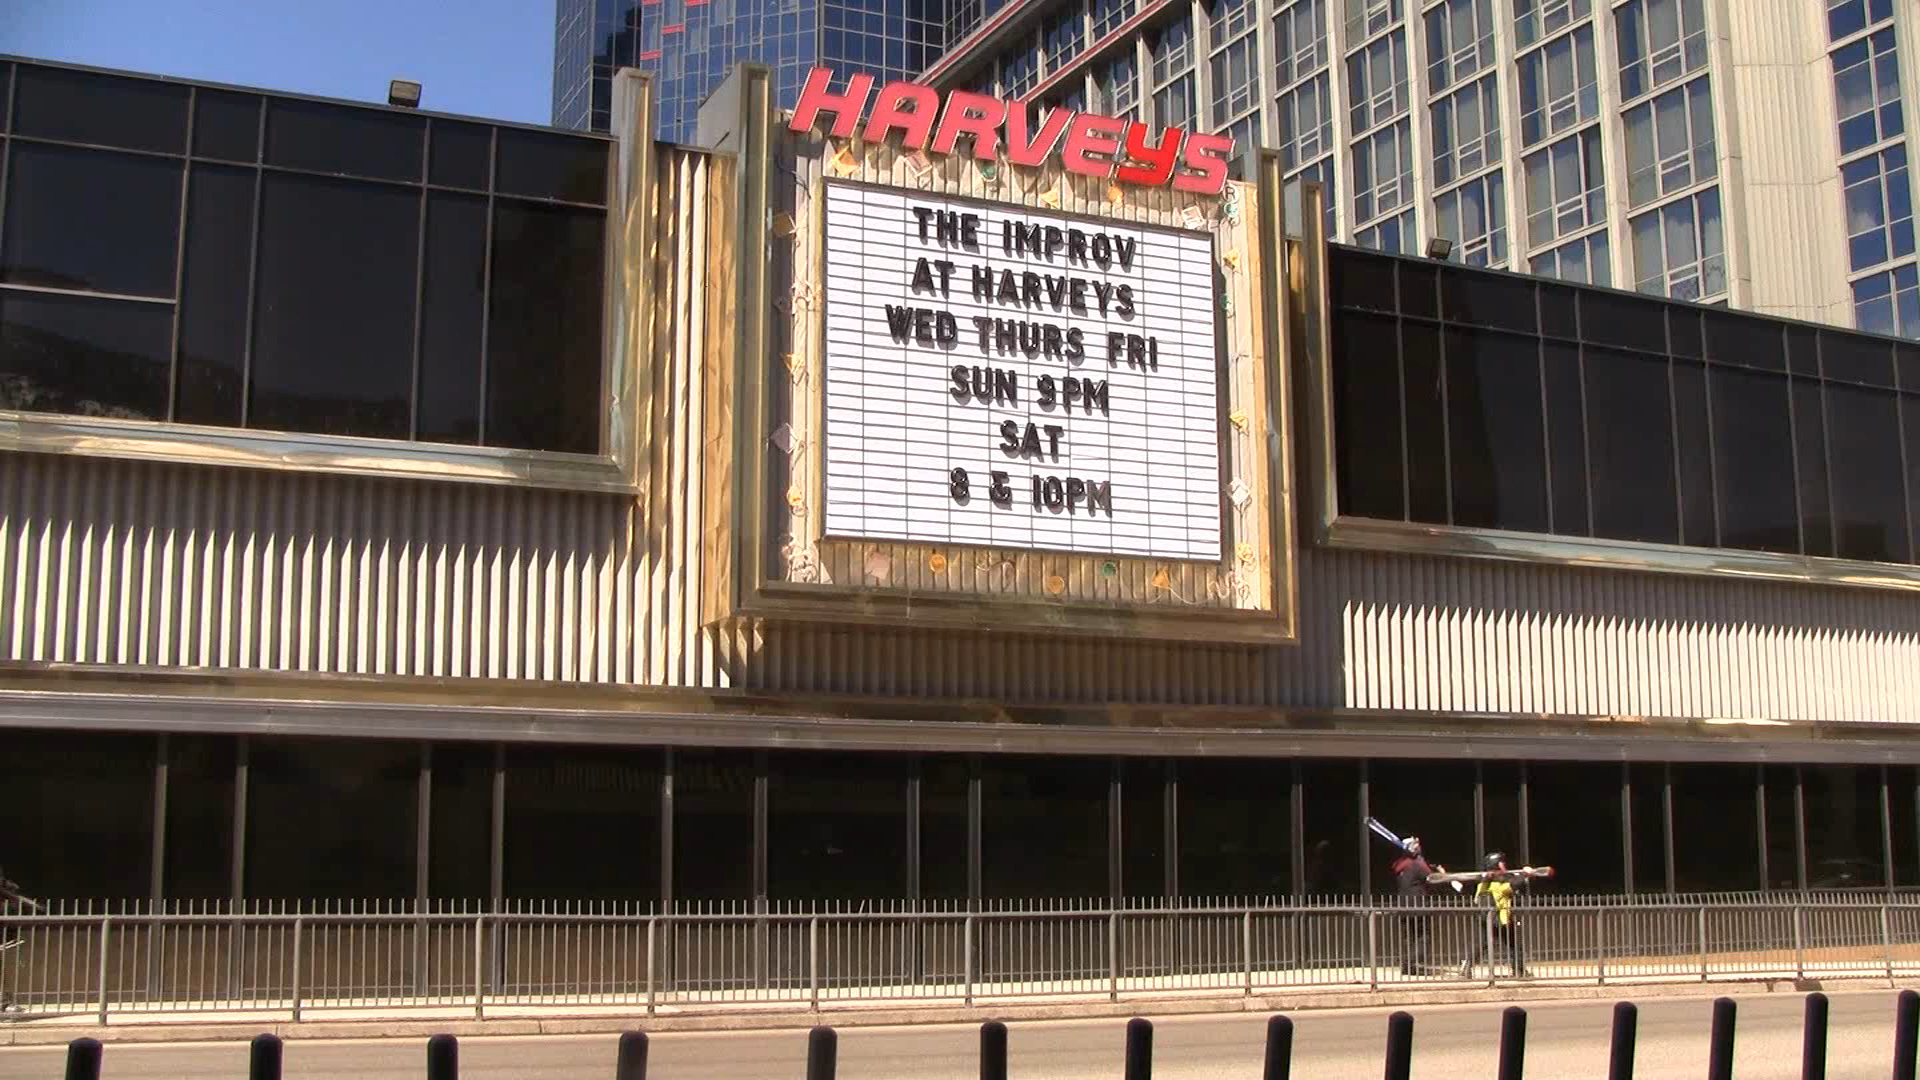 HARVEYS
THE IMPROV
AT HARVEYS
WED THURS FRI
SUN 9PM
SAT
8 & 10PM